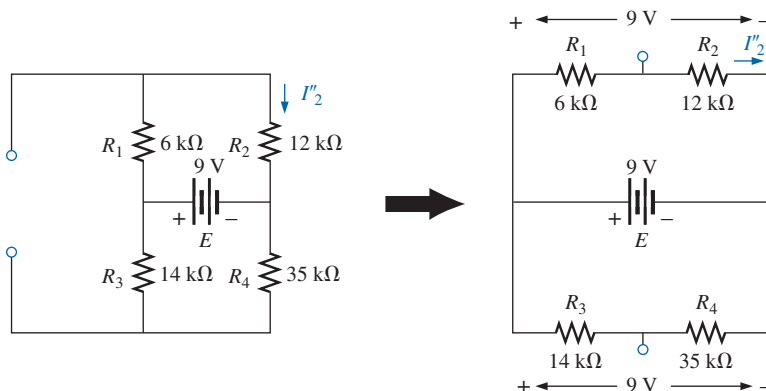 I″2
R1 6 kΩ R2 12 kΩ
9 V
+ −
E
R3 14 kΩ R4 35 kΩ
+ 9 V −
R1 R2 I″2
6 kΩ 12 kΩ
9 V
+ −
E
R3 R4
14 kΩ 35 kΩ
+ 9 V −